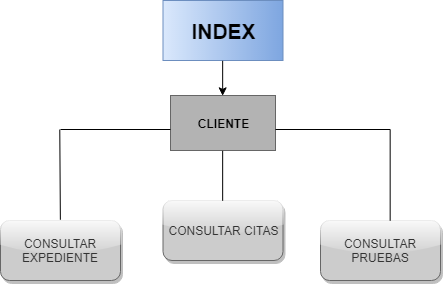 INDEX
CLIENTE
CONSULTAR
EXPEDIENTE
CONSULTAR CITAS
CONSULTAR
PRUEBAS